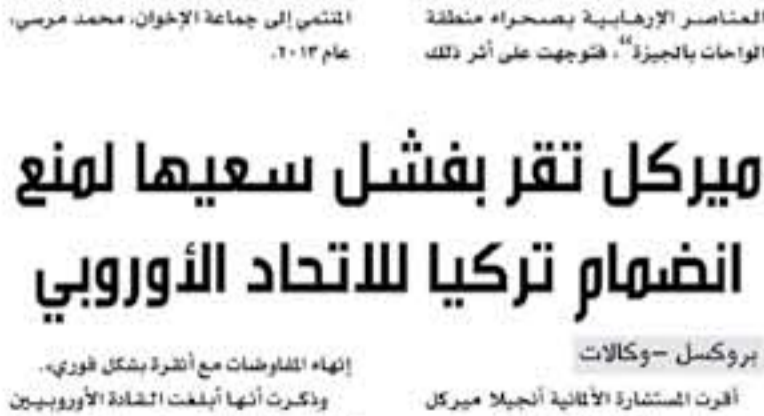 العناصر الإرهابية بصحراء منطقة
الواحات بالجيزة"، فتوجهت على أثر ذلك
المنتمي إلى جماعة الإخوان، محمد مرسي،
عام ٢٠١٣.
ميركل تقر بفشل سعيها لمنع
انضمام تركيا للاتحاد الأوروبي
بروكسل -وكالات
أقرت المستشارة الألمانية أنجيلا ميركل
إنهاء المفاوضات مع أنقرة بشكل فوري».
وذكرت أنها أبلغت القادة الأوروبيين